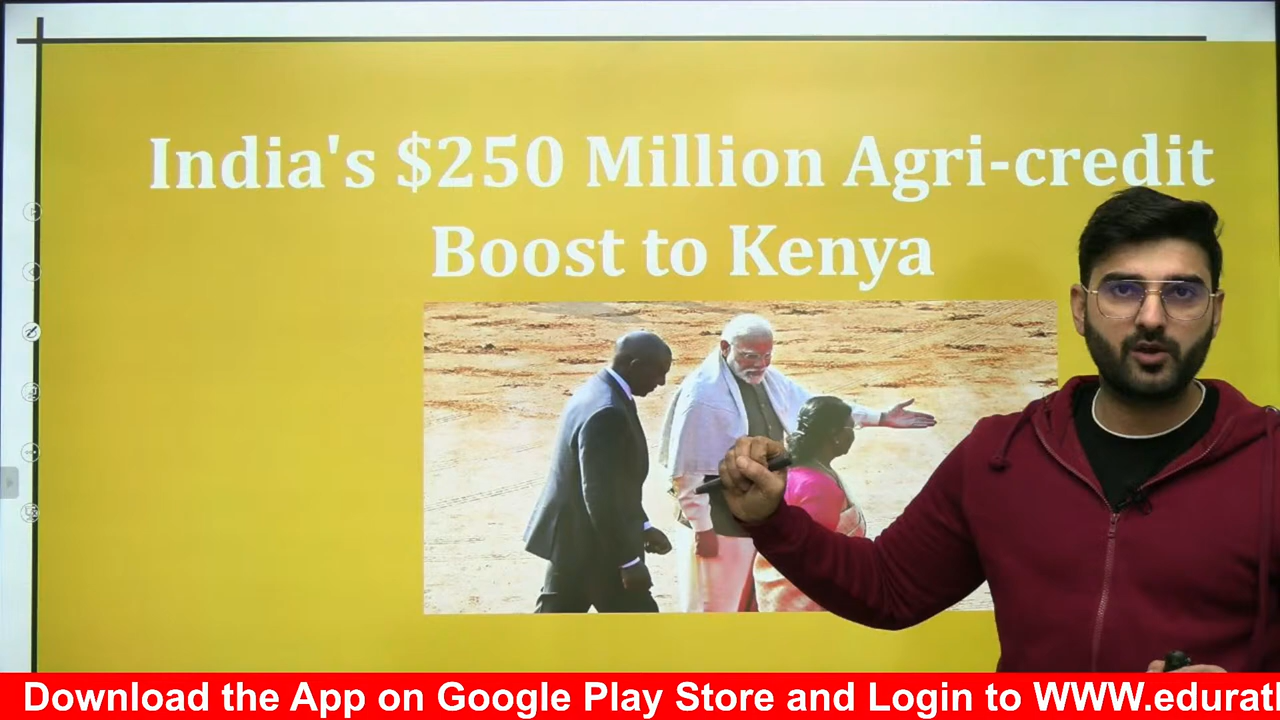 India's $250 Million Agri-credit
Boost to Kenya
Download the App on Google Play Store and Login to WWW.edurat